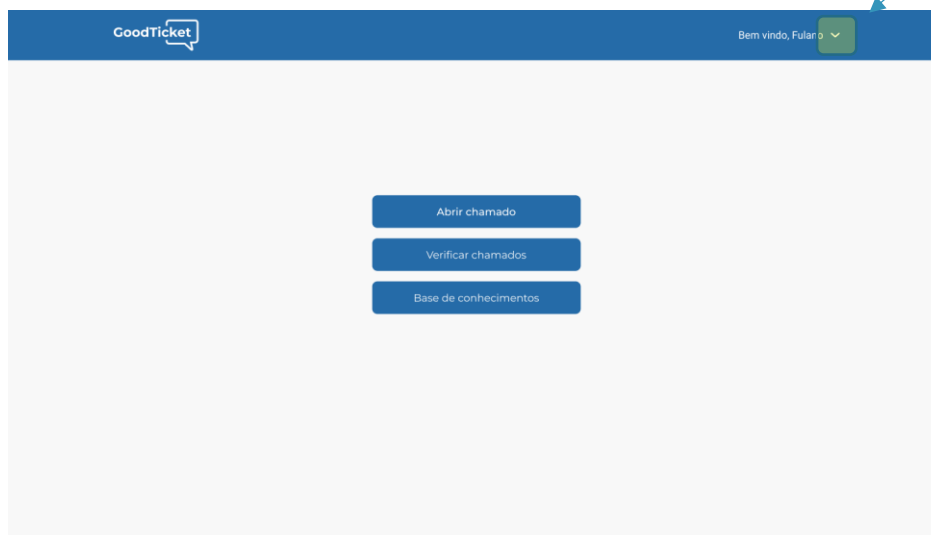 GoodTicket
Bem vindo, Fulano
Abrir chamado
Verificar chamados
Base de conhecimentos